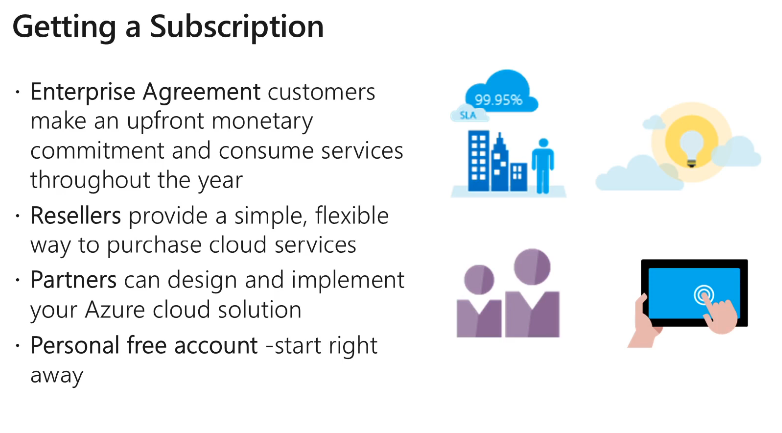 Getting a Subscription
· Enterprise Agreement customers
make an upfront monetary
commitment and consume services
throughout the year
· Resellers provide a simple, flexible
way to purchase cloud services
· Partners can design and implement
your Azure cloud solution
· Personal free account -start right
away
99.95%
SLA